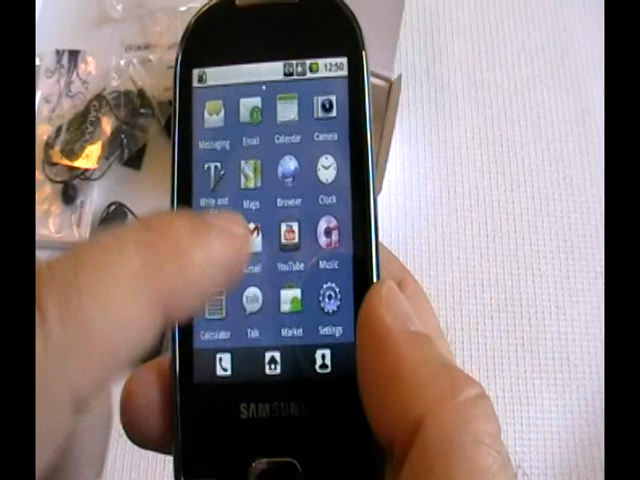 12:50
Messaging Email Calendar Camera
Write and Maps Browser Clock
Gmail YouTube Music
Calculator Talk Market Settings
SAMSUNG